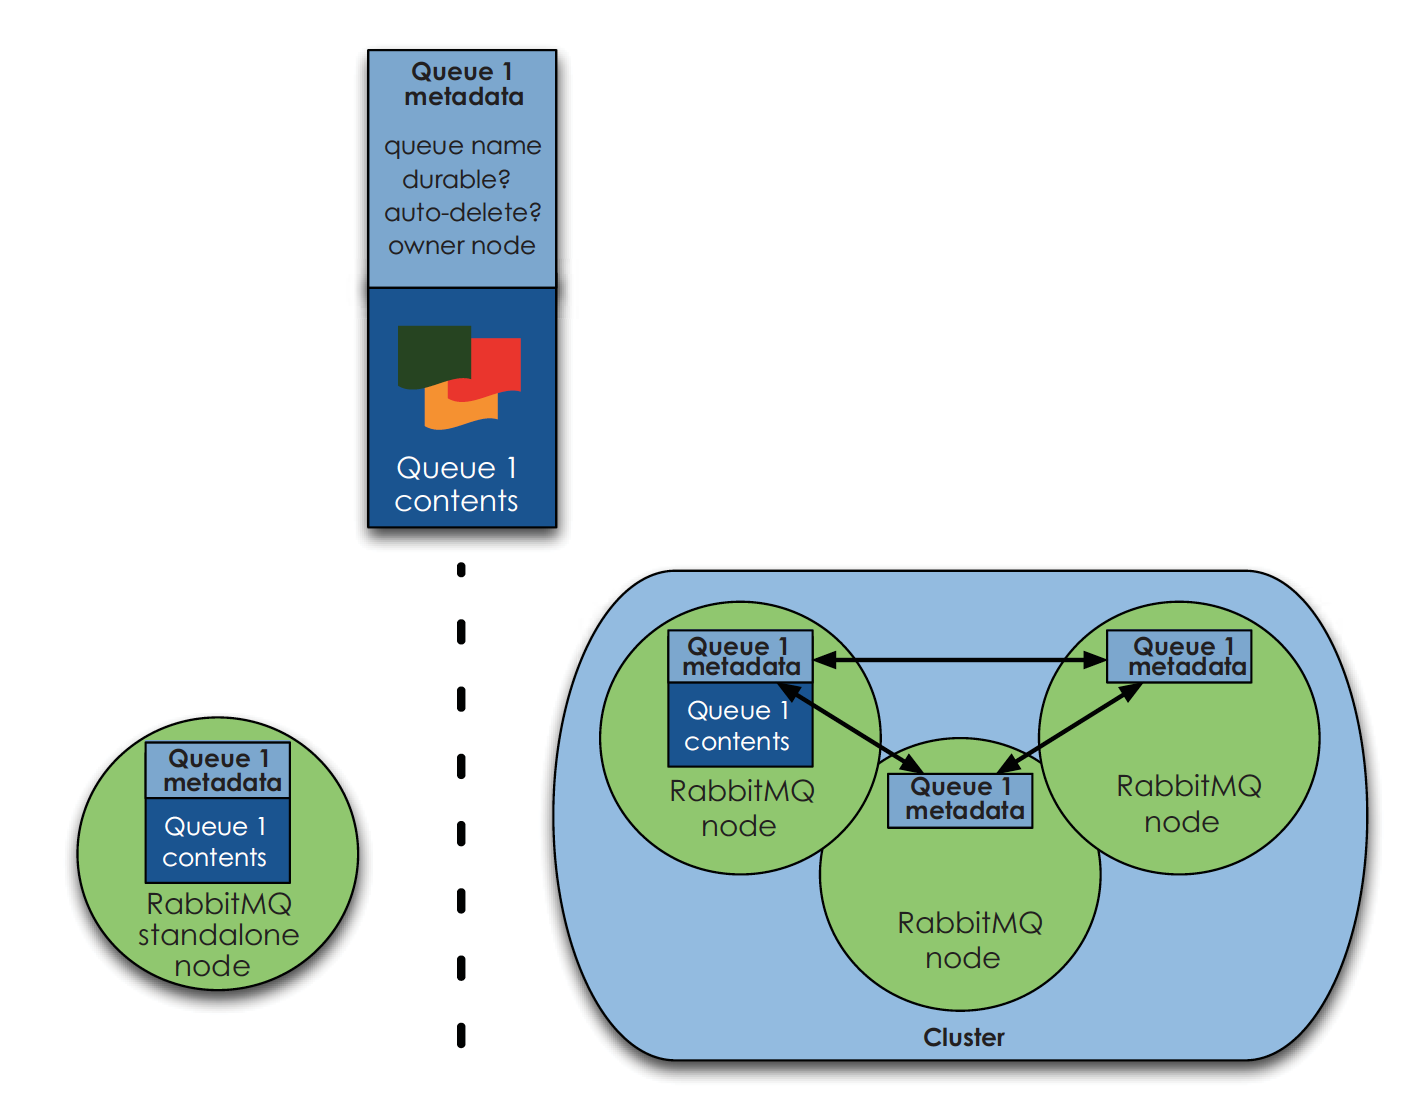 Queue 1
metadata
queue name
durable?
auto-delete?
owner node
Queue 1
contents
Queue 1
metadata
Queue 1
contents
RabbitMQ
standalone
node
Queue 1
metadata
Queue 1
contents
RabbitMQ
node
Queue 1
metadata
RabbitMQ
node
Queue 1
metadata
RabbitMQ
node
Cluster